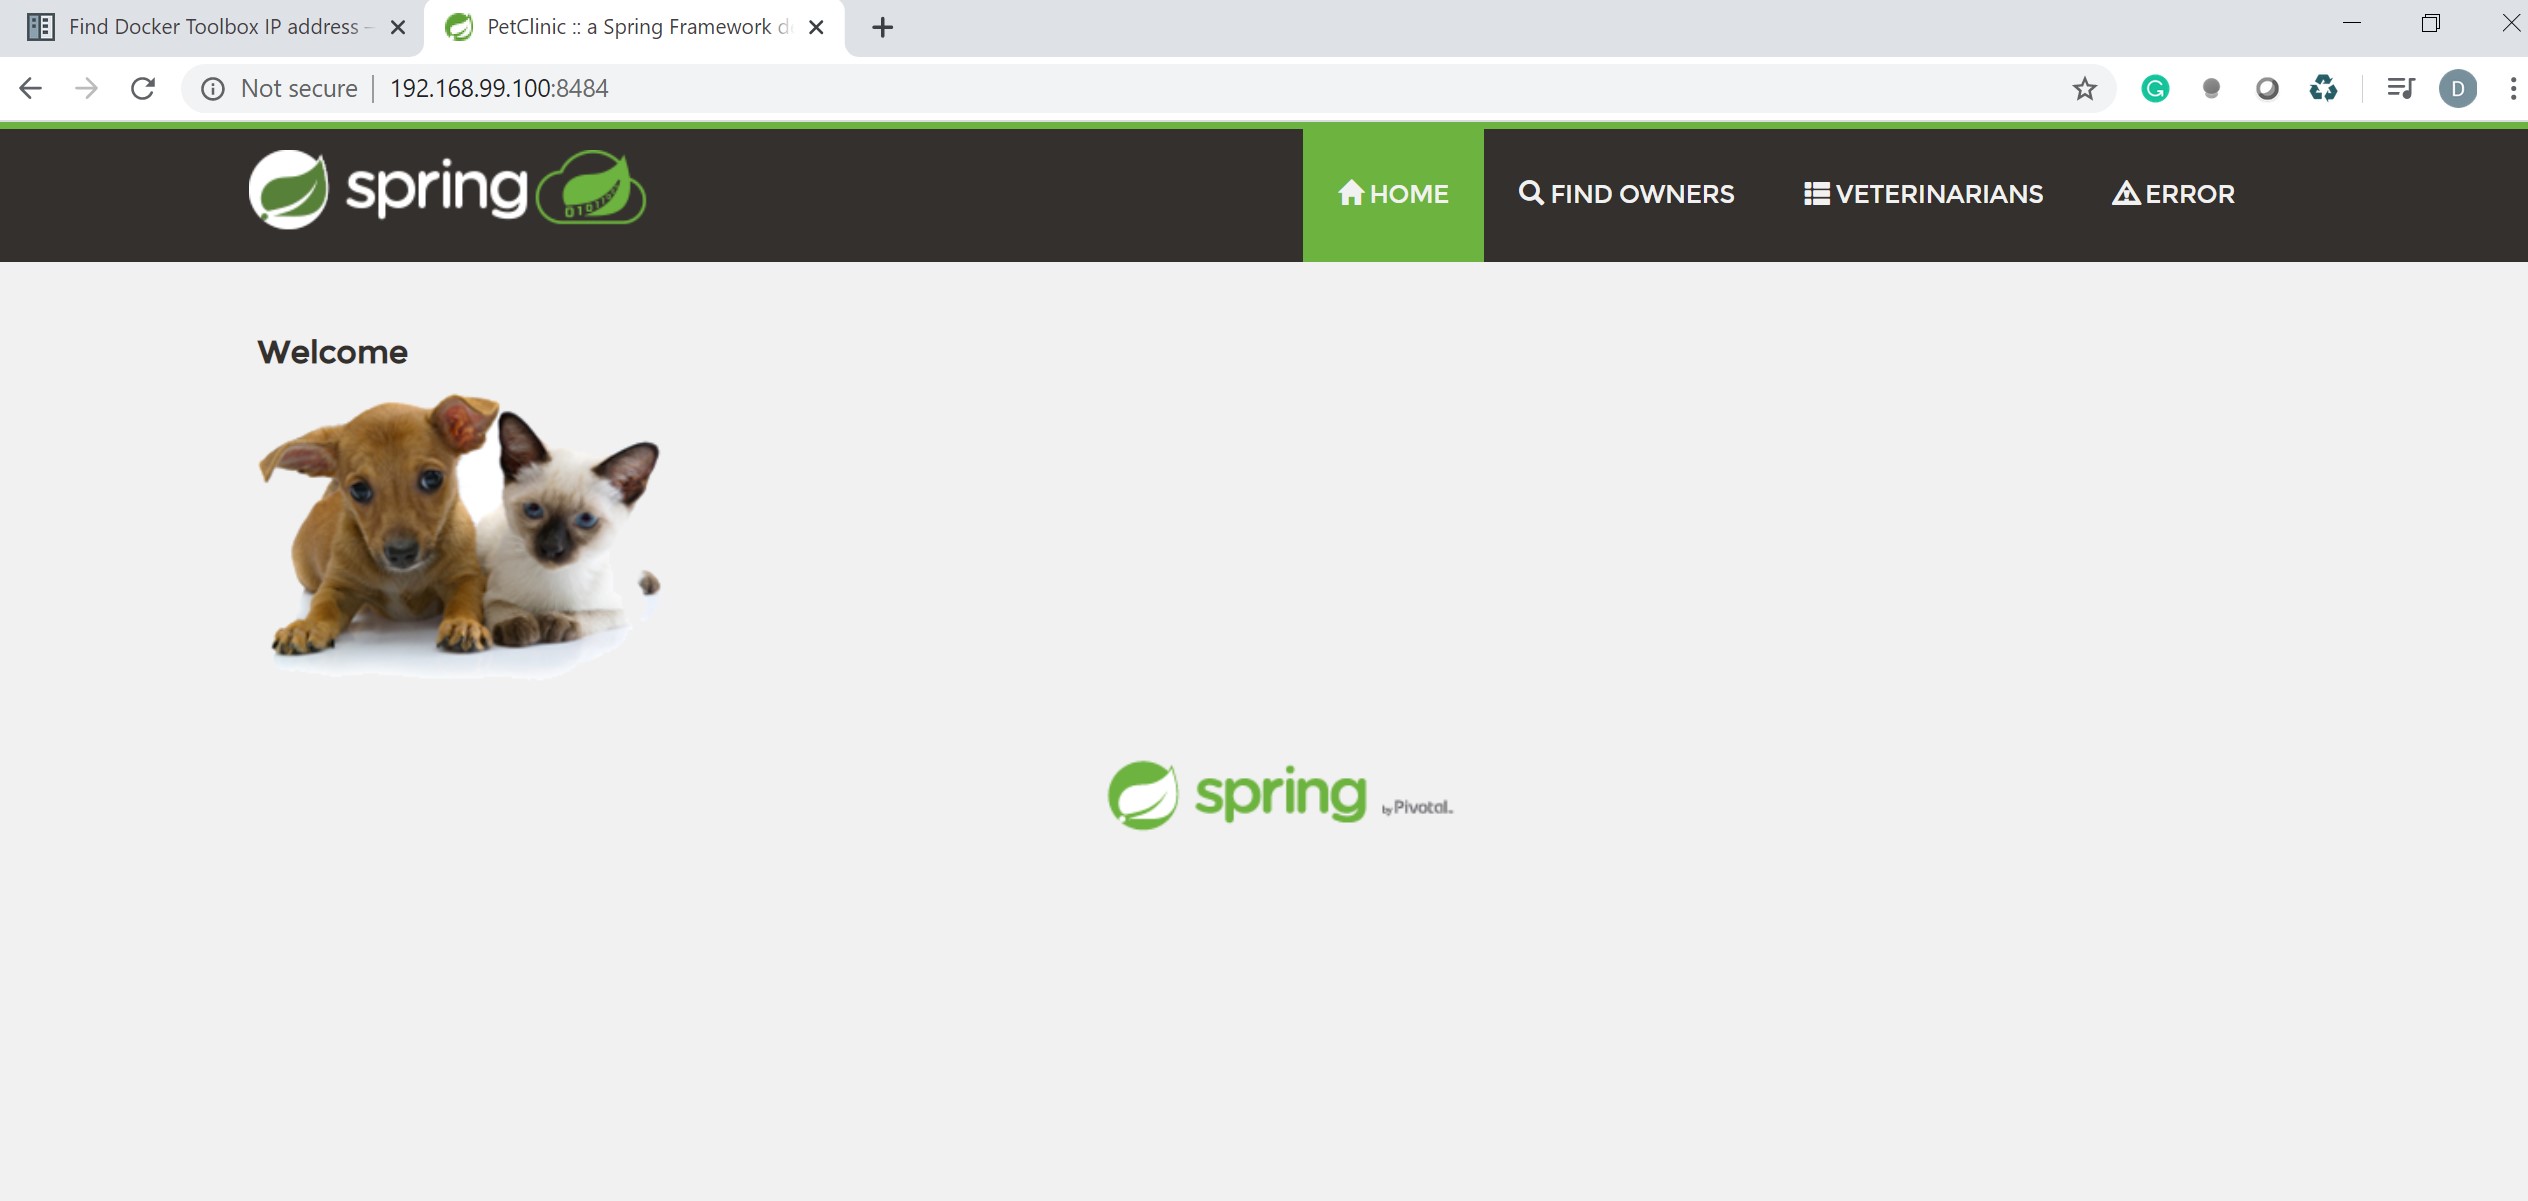 Find Docker Toolbox IP address –
PetClinic :: a Spring Framework d
Not secure
192.168.99.100:8484
G
D
spring
HOME
FIND OWNERS
VETERINARIANS
ERROR
Welcome
spring by Pivotal